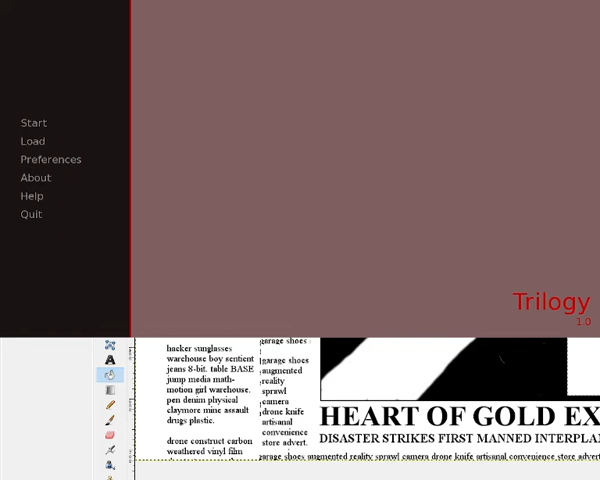 Start
Load
Preferences
About
Help
Quit
Trilogy
1.0
hacker sunglasses
warehouse boy sentient
jeans 8-bit. table BASE
jump media math-
motion girl warehouse.
pen denim physical
claymore mine assault
drugs plastic.
drone construct carbon
weathered vinyl film
garage shoes
garage shoes
augmented
reality
sprawl
camera
drone knife
artisanal
convenience
store advert.
HEART OF GOLD EX
DISASTER STRIKES FIRST MANNED INTERPLA
garage shoes augmented reality sprawl camera drone knife artisanal convenience store advert